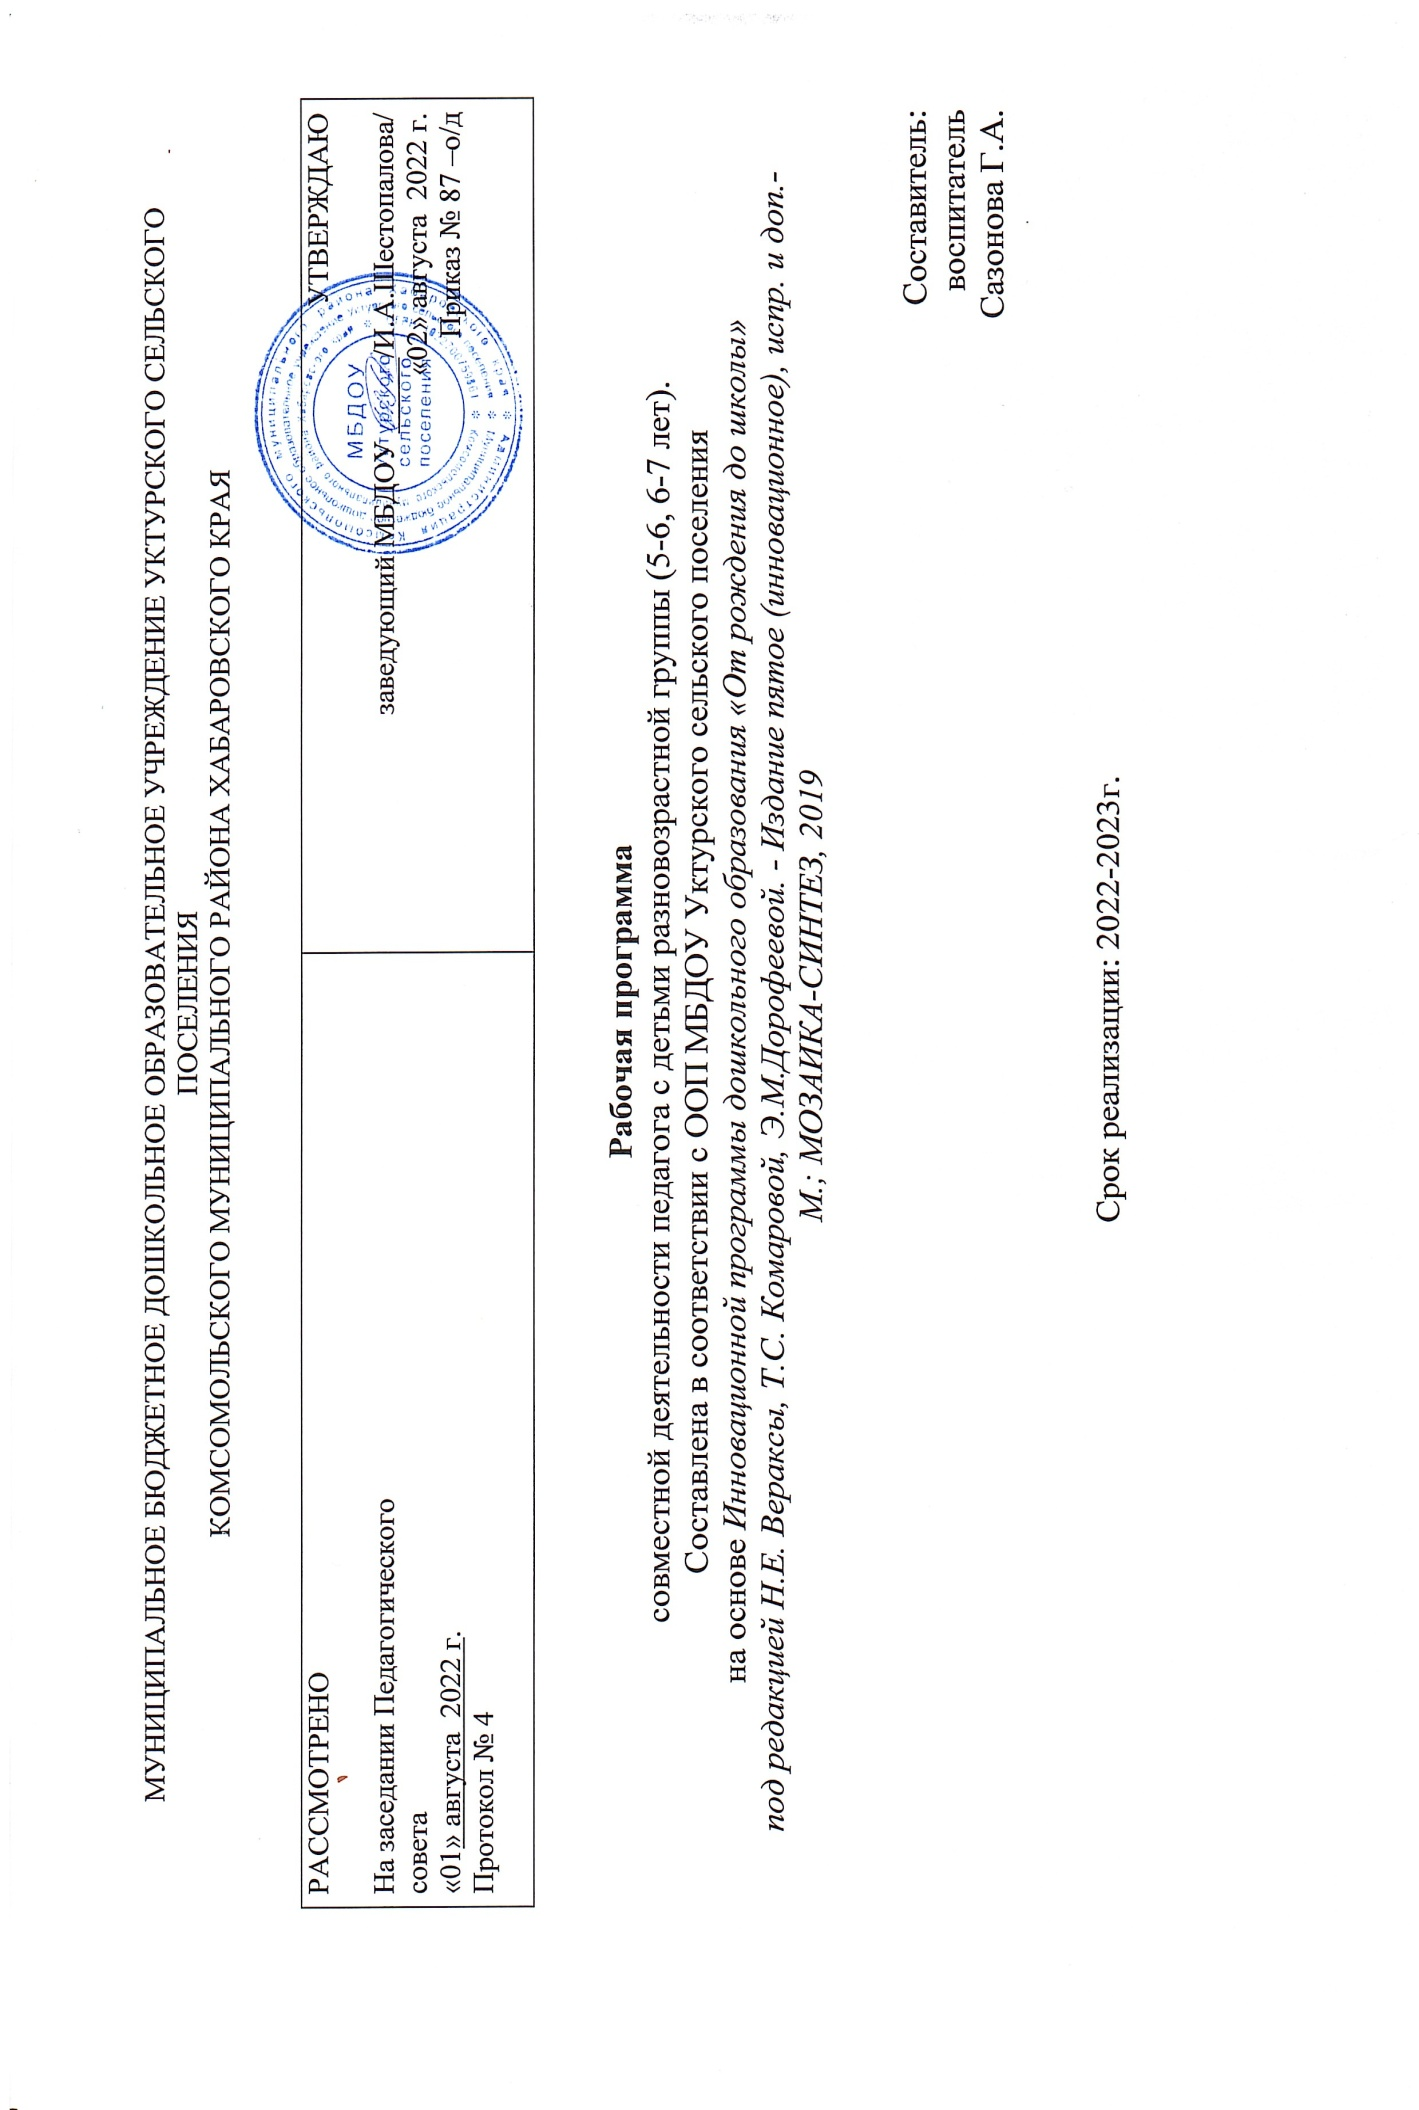 МУНИЦИПАЛЬНОЕ БЮДЖЕТНОЕ ДОШКОЛЬНОЕ ОБРАЗОВАТЕЛЬНОЕ УЧРЕЖДЕНИЕ УКТУРСКОГО СЕЛЬСКОГО
ПОСЕЛЕНИЯ
КОМСОМОЛЬСКОГО МУНИЦИПАЛЬНОГО РАЙОНА ХАБАРОВСКОГО КРАЯ
РАССМОТРЕНО
На заседании Педагогического
совета
«01» августа 2022 г.
Протокол № 4
УТВЕРЖДАЮ
заведующий МБДОУ /И.А.Шестопалова/
«02» августа 2022 г.
Приказ № 87 –о/д
МБДОУ
Уктурского
сельского
поселения
Рабочая программа
совместной деятельности педагога с детьми разновозрастной группы (5-6, 6-7 лет).
Составлена в соответствии с ООП МБДОУ Уктурского сельского поселения
на основе Инновационной программы дошкольного образования «От рождения до школы»
под редакцией Н.Е. Вераксы, Т.С. Комаровой, Э.М.Дорофеевой. - Издание пятое (инновационное), испр. и доп.-
М.; МОЗАИКА-СИНТЕЗ, 2019
Составитель:
воспитатель
Сазонова Г.А.
Срок реализации: 2022-2023г.